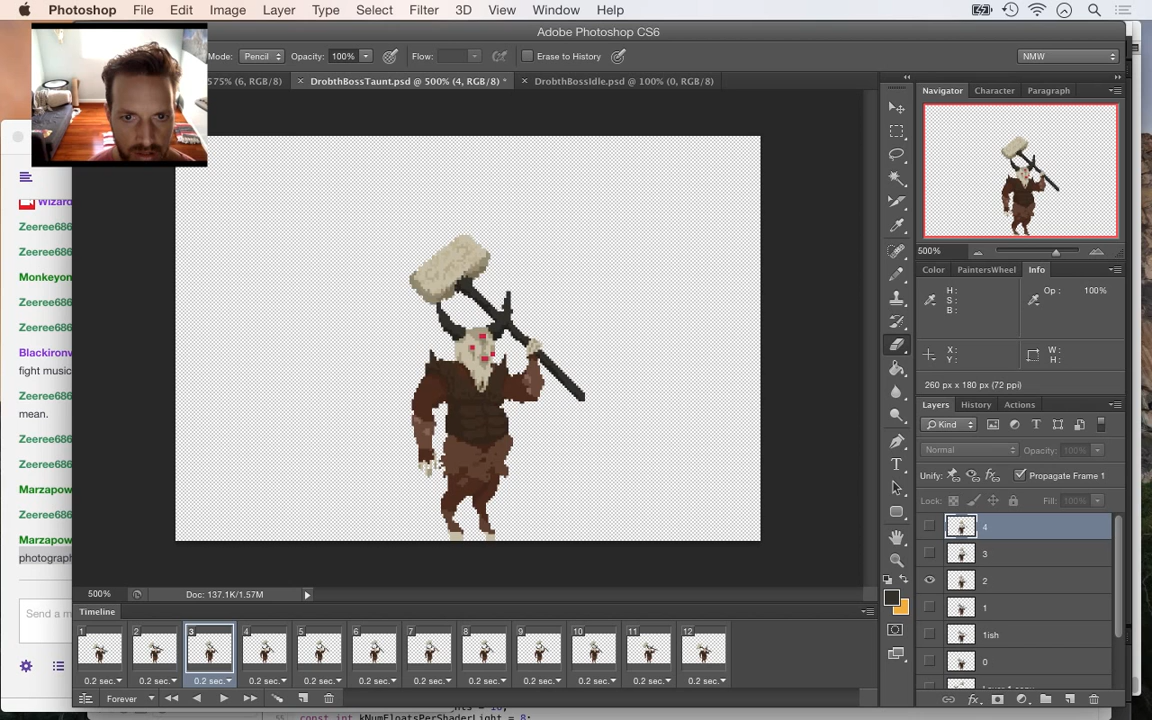 Photoshop File Edit Image Layer Type Select Filter 3D View Window Help
Adobe Photoshop CS6
Mode: Pencil Opacity: 100% Flow: Erase to History NMW
575% (6, RGB/8) × DrobthBossTaunt.psd @ 500% (4, RGB/8) * × DrobthBossIdle.psd @ 100% (0, RGB/8)
Wizard
Zeeree686
Zeeree686
Monkeyon
Zeeree686
Zeeree686
Blackironw
fight music
Zeeree686
mean.
Zeeree686
Zeeree686
Marzapow
Zeeree686
Marzapow
photograph
Send a m
Navigator Character Paragraph
500%
Color PaintersWheel Info
H:
S:
B:
Op: 100%
X:
Y:
W:
H:
260 px x 180 px (72 ppi)
Layers History Actions
Kind
Normal Opacity: 100%
Unify: Propagate Frame 1
Lock: Fill: 100%
4
3
2
1
1ish
0
500% Doc: 137.1K/1.57M
Timeline
1 2 3 4 5 6 7 8 9 10 11 12
0.2 sec. 0.2 sec. 0.2 sec. 0.2 sec. 0.2 sec. 0.2 sec. 0.2 sec. 0.2 sec. 0.2 sec. 0.2 sec. 0.2 sec. 0.2 sec.
Forever
const int kNumFloatsPerShaderLight = 8;